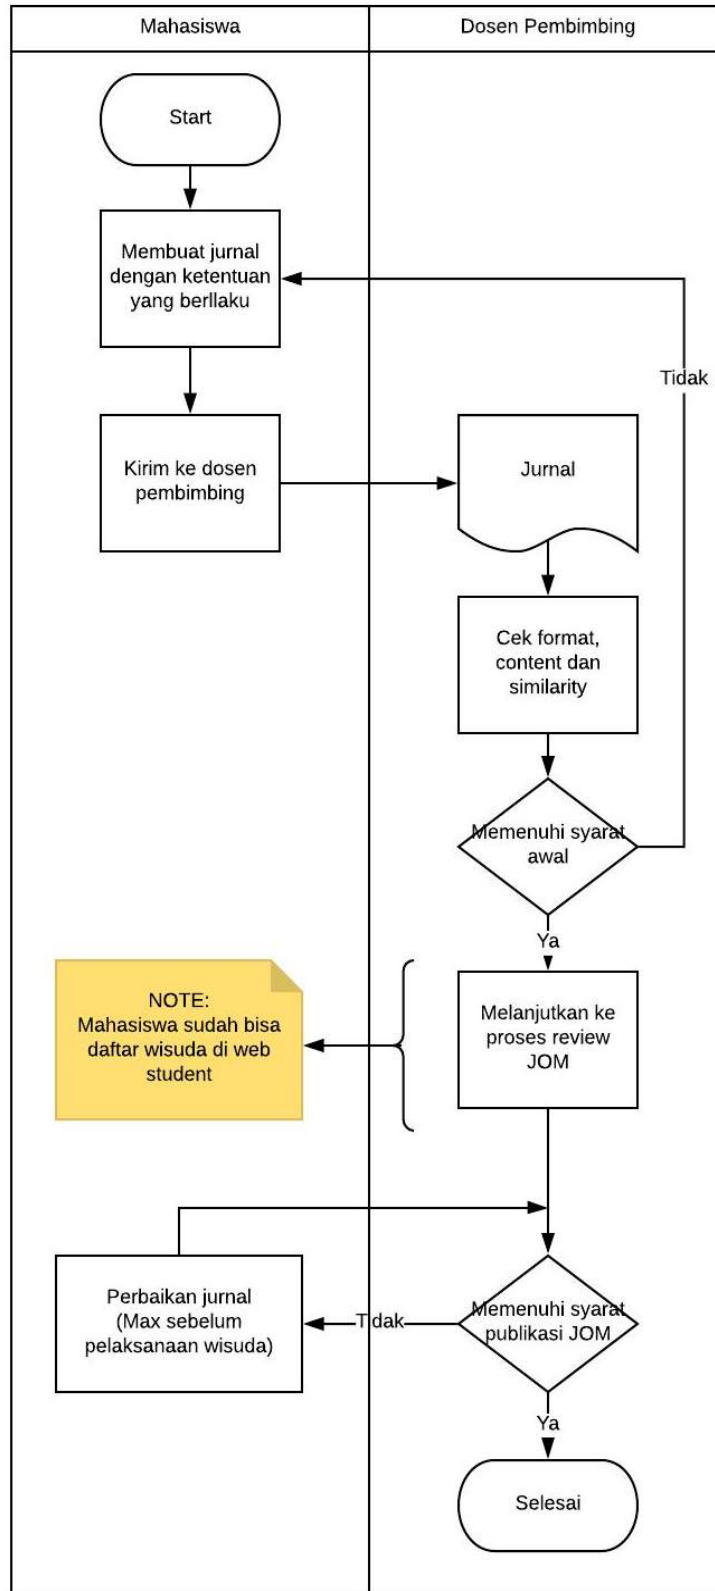 Mahasiswa
Dosen Pembimbing
Start
Membuat jurnal
dengan ketentuan
yang berllaku
Tidak
Kirim ke dosen
pembimbing
Jurnal
Cek format,
content dan
similarity
Memenuhi syarat
awal
Ya
NOTE:
Mahasiswa sudah bisa
daftar wisuda di web
student
Melanjutkan ke
proses review
JOM
Perbaikan jurnal
(Max sebelum
pelaksanaan wisuda)
Tidak
Memenuhi syarat
publikasi JOM
Ya
Selesai